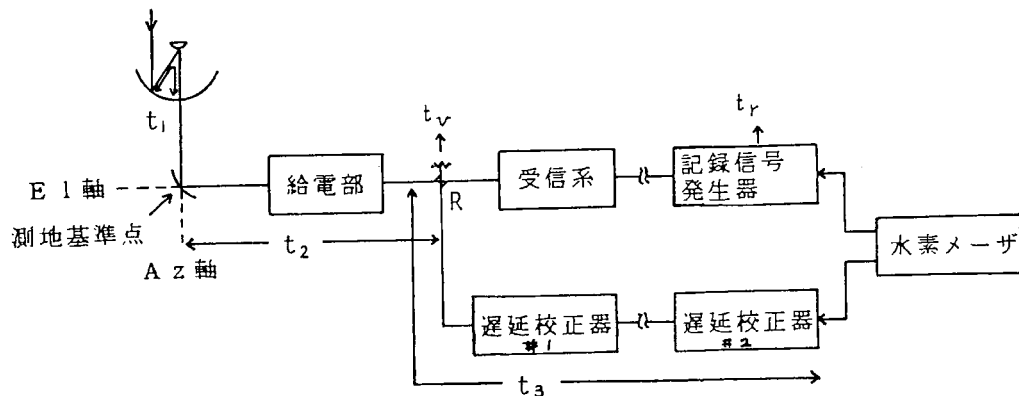 t1
E l 軸
測地基準点
A z 軸
給電部
t2
tv
R
受信系
tr
記録信号
発生器
水素メーザ
遅延校正器
#1
遅延校正器
#2
t3